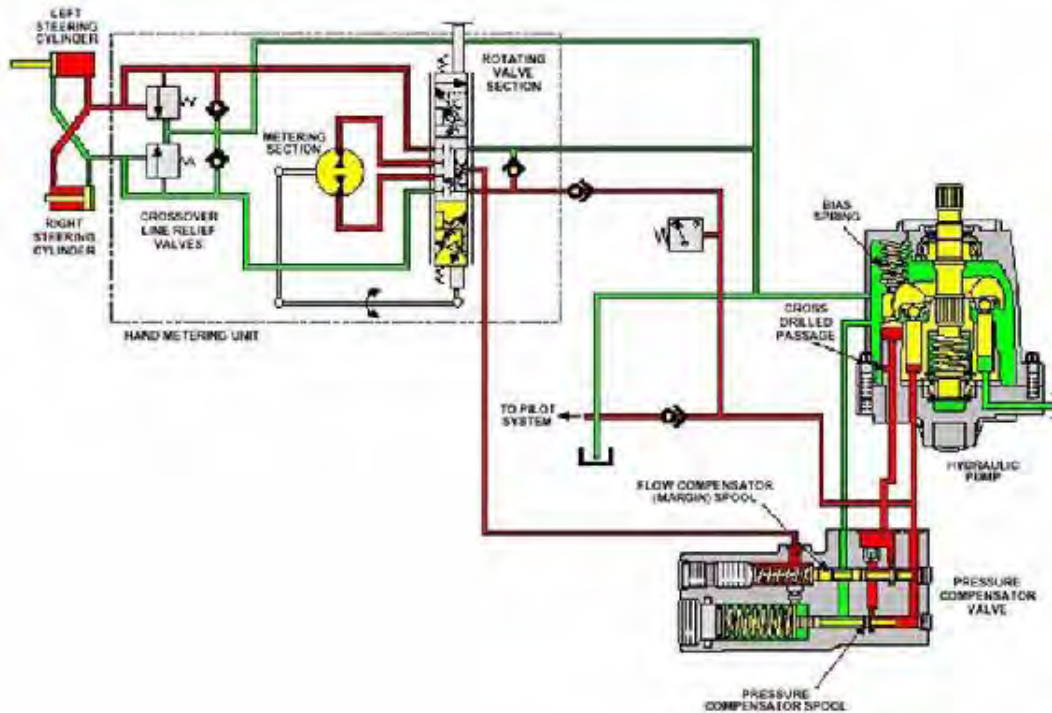 LEFT
STEERING
CYLINDER
ROTATING
VALVE
SECTION
METERING
SECTION
CROSSOVER
LINE RELIEF
VALVES
RIGHT
STEERING
CYLINDER
HAND METERING UNIT
BIAS
SPRING
CROSS
DRILLED
PASSAGE
TO PILOT
SYSTEM
HYDRAULIC
PUMP
FLOW COMPENSATOR
(MARGIN) SPOOL
PRESSURE
COMPENSATOR
VALVE
PRESSURE
COMPENSATOR SPOOL